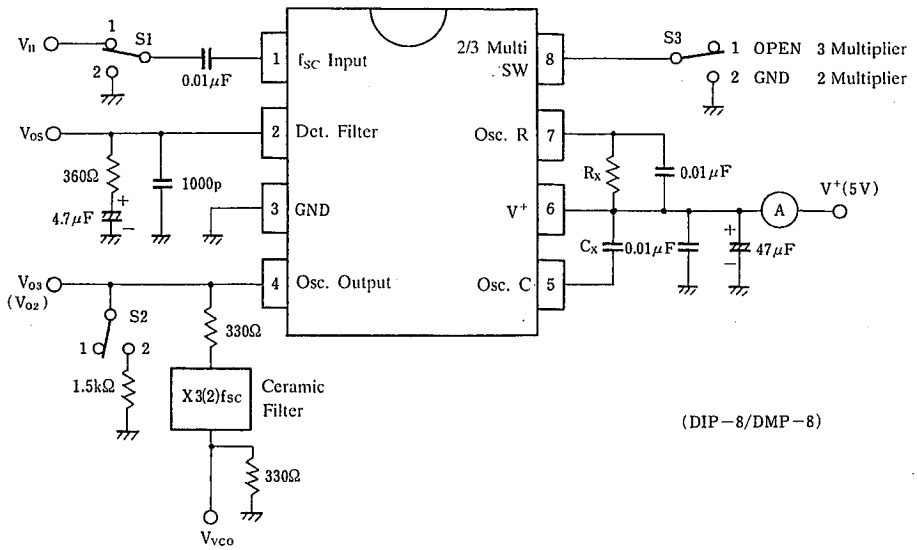 V_I1
1
S1
2
0.01μF
1
f_SC Input
2/3 Multi
SW
8
S3
1 OPEN 3 Multiplier
2 GND 2 Multiplier
V_OS
2
Det. Filter
Osc. R
7
360Ω
1000p
4.7μF
+
−
R_X
0.01μF
3
GND
V⁺
6
A
V⁺(5V)
C_X
0.01μF
+
−
47μF
V_O3
(V_O2)
4
Osc. Output
Osc. C
5
S2
1
2
330Ω
1.5kΩ
X3(2)fsc
Ceramic
Filter
330Ω
V_VCO
(DIP−8/DMP−8)